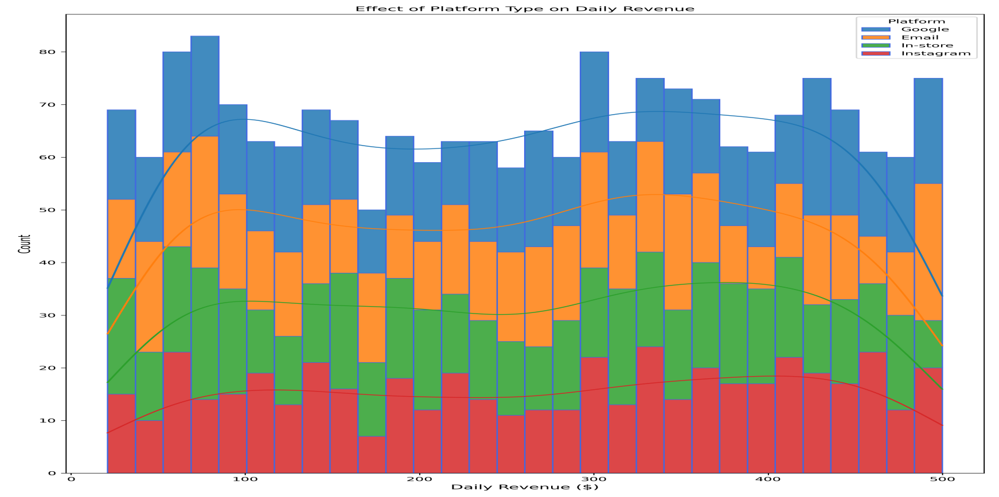 Effect of Platform Type on Daily Revenue
Platform
Google
Email
In-store
Instagram
80
70
60
50
40
30
20
10
0
Count
0 100 200 300 400 500
Daily Revenue ($)